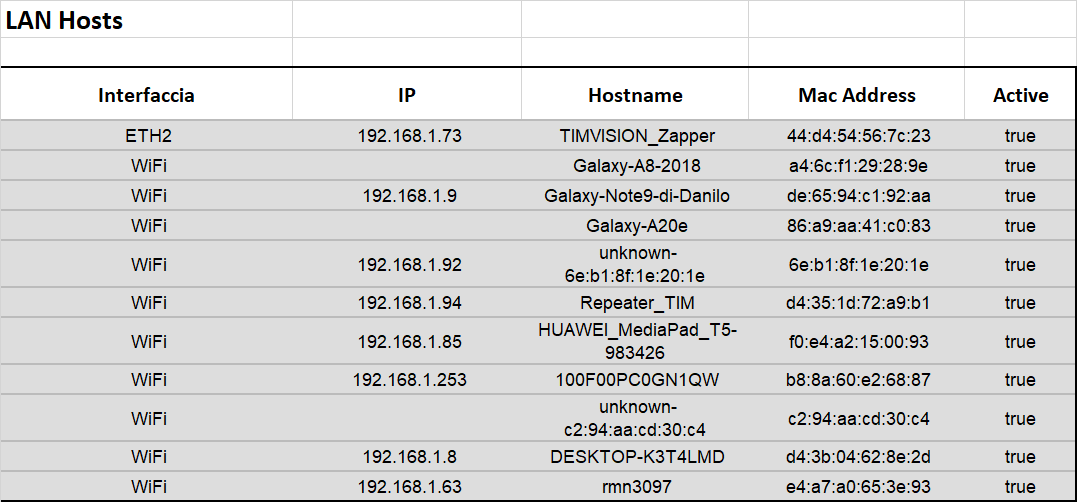 LAN Hosts
Interfaccia IP Hostname Mac Address Active
ETH2 192.168.1.73 TIMVISION_Zapper 44:d4:54:56:7c:23 true
WiFi Galaxy-A8-2018 a4:6c:f1:29:28:9e true
WiFi 192.168.1.9 Galaxy-Note9-di-Danilo de:65:94:c1:92:aa true
WiFi Galaxy-A20e 86:a9:aa:41:c0:83 true
WiFi 192.168.1.92 unknown-
6e:b1:8f:1e:20:1e 6e:b1:8f:1e:20:1e true
WiFi 192.168.1.94 Repeater_TIM d4:35:1d:72:a9:b1 true
WiFi 192.168.1.85 HUAWEI_MediaPad_T5-
983426 f0:e4:a2:15:00:93 true
WiFi 192.168.1.253 100F00PC0GN1QW b8:8a:60:e2:68:87 true
WiFi unknown-
c2:94:aa:cd:30:c4 c2:94:aa:cd:30:c4 true
WiFi 192.168.1.8 DESKTOP-K3T4LMD d4:3b:04:62:8e:2d true
WiFi 192.168.1.63 rmn3097 e4:a7:a0:65:3e:93 true